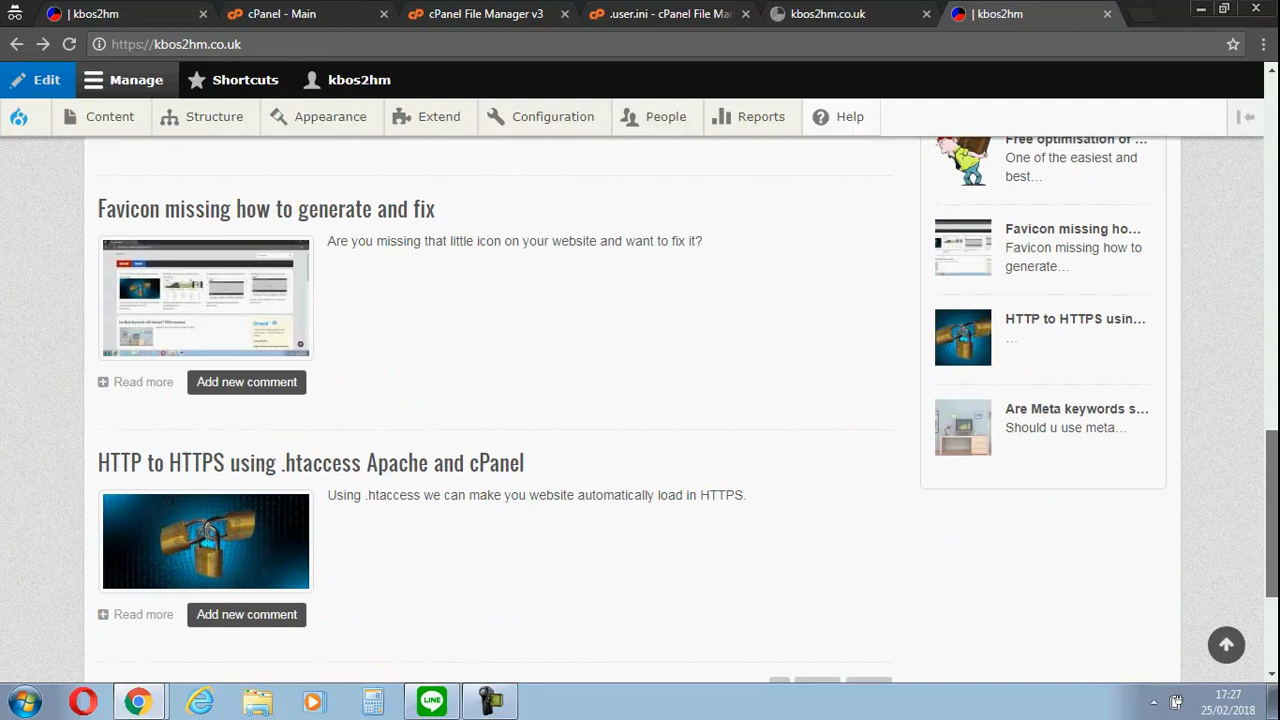 | kbos2hm
cPanel - Main
cPanel File Manager v3
.user.ini - cPanel File Ma
kbos2hm.co.uk
| kbos2hm
https://kbos2hm.co.uk
Edit
Manage
Shortcuts
kbos2hm
Content
Structure
Appearance
Extend
Configuration
People
Reports
Help
Favicon missing how to generate and fix
Are you missing that little icon on your website and want to fix it?
Read more
Add new comment
HTTP to HTTPS using .htaccess Apache and cPanel
Using .htaccess we can make you website automatically load in HTTPS.
Read more
Add new comment
Free optimisation of ...
One of the easiest and
best...
Favicon missing ho...
Favicon missing how to
generate...
HTTP to HTTPS usin...
...
Are Meta keywords s...
Should u use meta...
LINE
17:27
25/02/2018